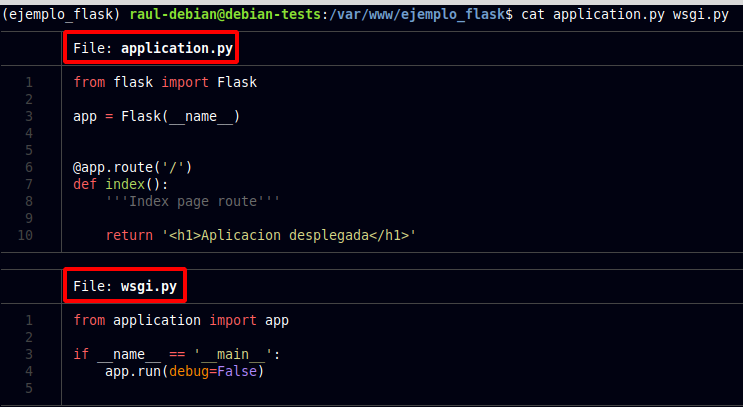 (ejemplo_flask) raul-debian@debian-tests:/var/www/ejemplo_flask$ cat application.py wsgi.py
File: application.py
1 from flask import Flask
2
3 app = Flask(__name__)
4
5
6 @app.route('/')
7 def index():
8     '''Index page route'''
9
10     return '<h1>Aplicacion desplegada</h1>'
File: wsgi.py
1 from application import app
2
3 if __name__ == '__main__':
4     app.run(debug=False)
5